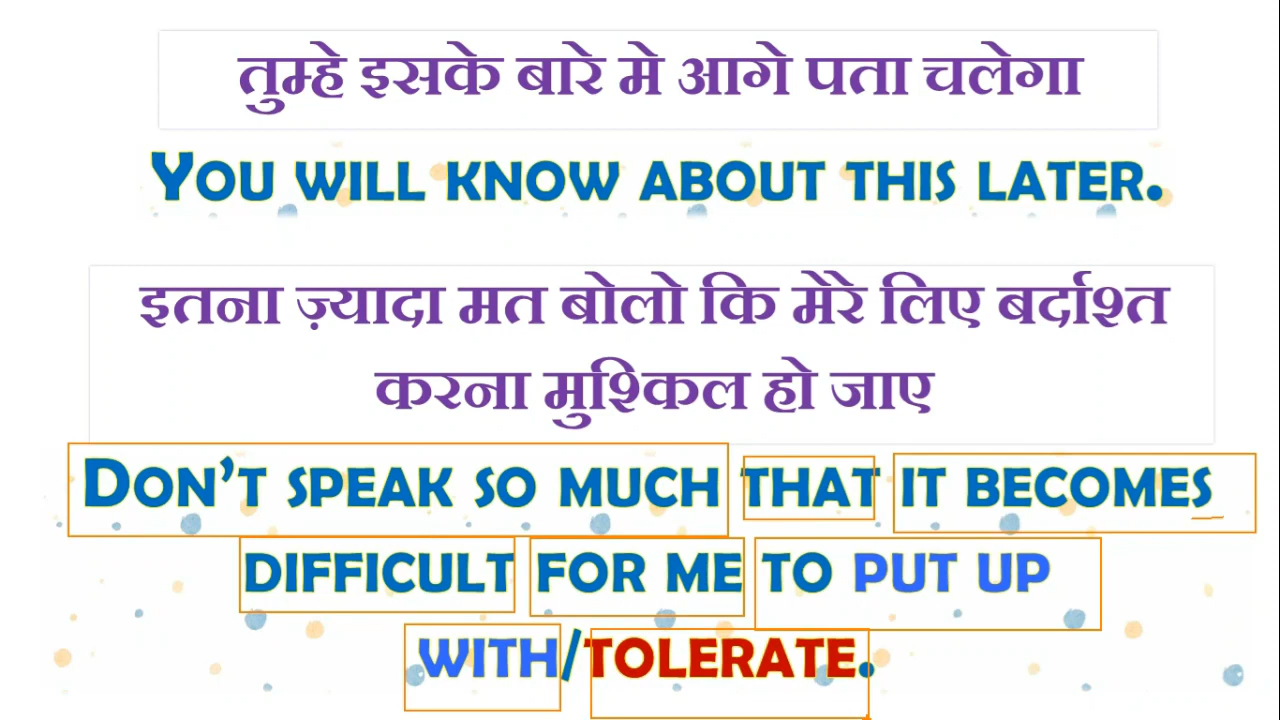 तुम्हे इसके बारे मे आगे पता चलेगा
YOU WILL KNOW ABOUT THIS LATER.
इतना ज़्यादा मत बोलो कि मेरे लिए बर्दाश्त
करना मुश्किल हो जाए
DON'T SPEAK SO MUCH THAT IT BECOMES
DIFFICULT FOR ME TO PUT UP
WITH/TOLERATE.